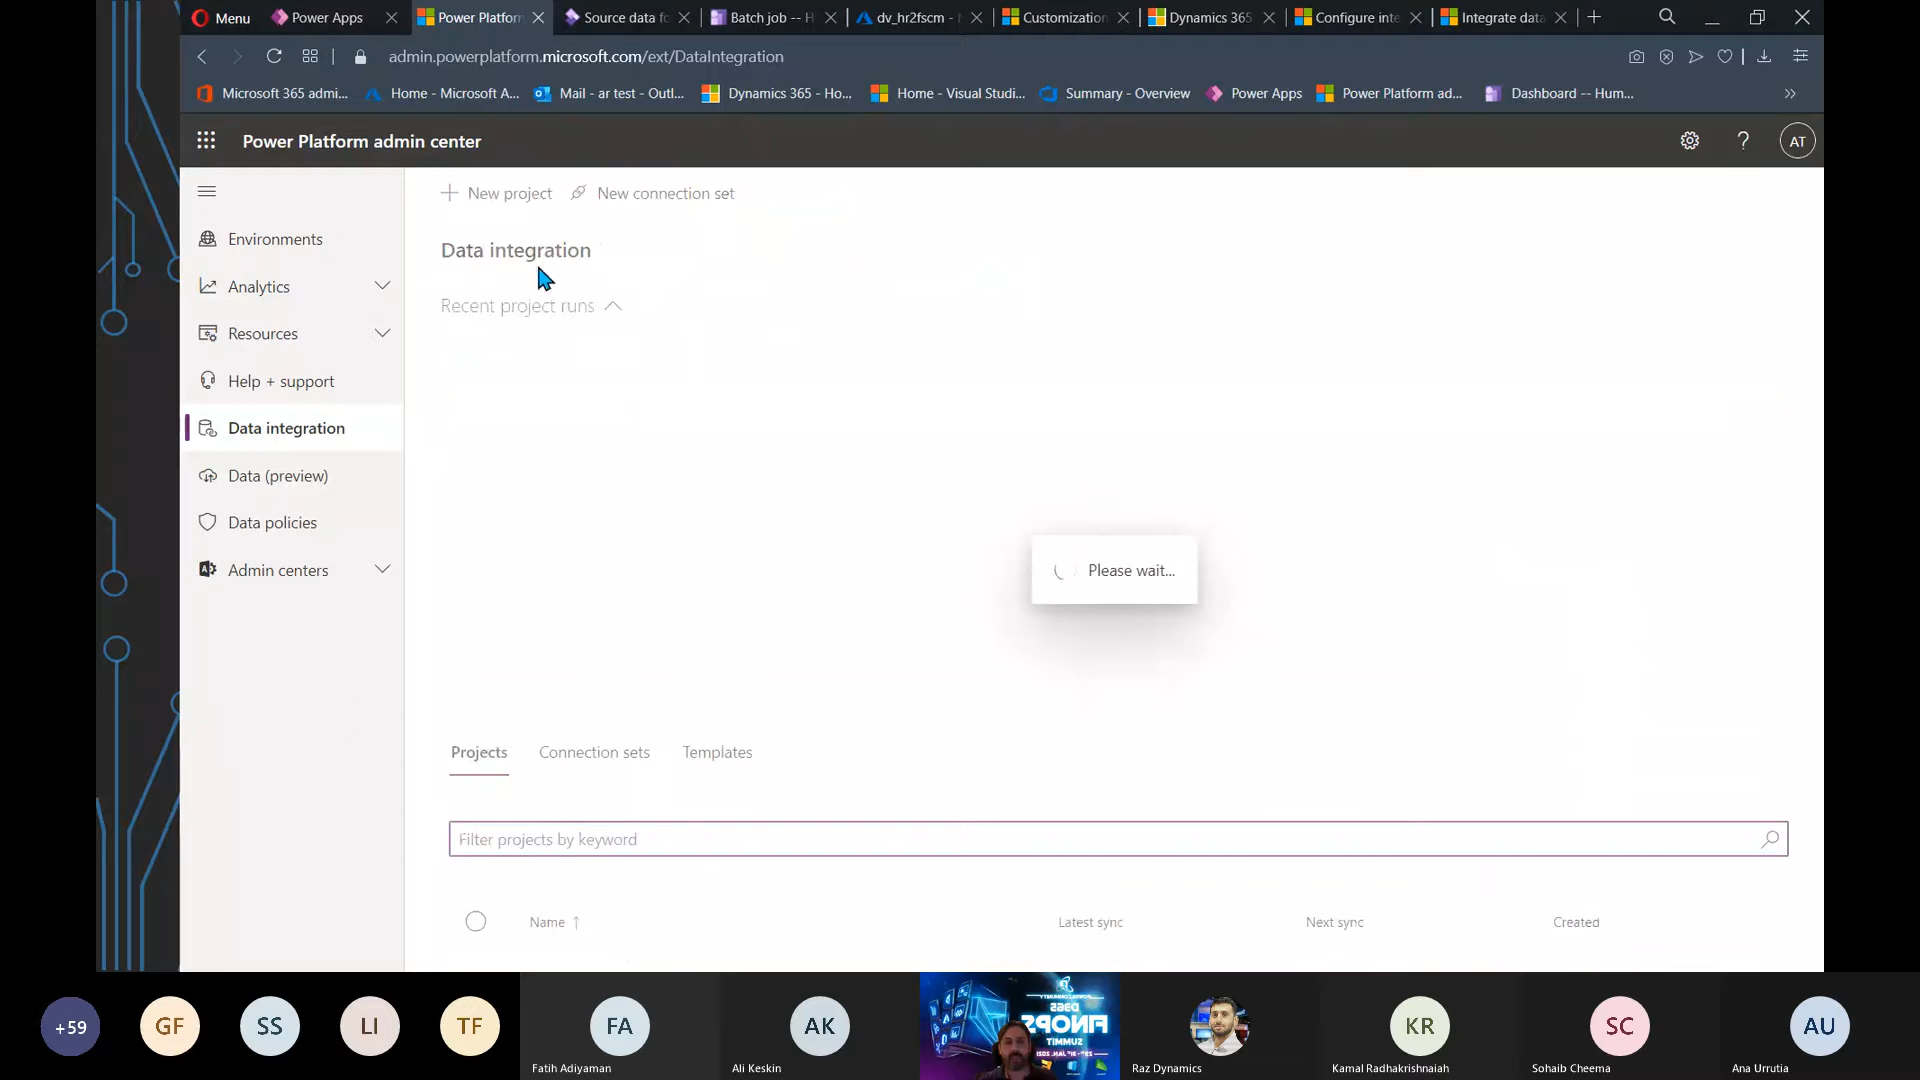 Menu
Power Apps
Power Platforn
Source data fo
Batch job -- H
dv_hr2fscm -
Customization
Dynamics 365
Configure inte
Integrate data
admin.powerplatform.microsoft.com/ext/DataIntegration
Microsoft 365 admi...
Home - Microsoft A...
Mail - ar test - Outl...
Dynamics 365 - Ho...
Home - Visual Studi...
Summary - Overview
Power Apps
Power Platform ad...
Dashboard -- Hum...
Power Platform admin center
AT
New project
New connection set
Environments
Analytics
Resources
Help + support
Data integration
Data (preview)
Data policies
Admin centers
Data integration
Recent project runs
Please wait...
Projects
Connection sets
Templates
Filter projects by keyword
Name
Latest sync
Next sync
Created
+59
GF
SS
LI
TF
FA
Fatih Adiyaman
AK
Ali Keskin
D365
FINOPS
SUMMIT
Raz Dynamics
KR
Kamal Radhakrishnaiah
SC
Sohaib Cheema
AU
Ana Urrutia